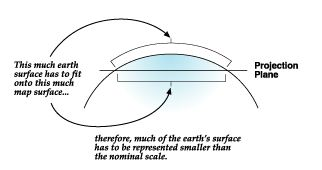 This much earth
surface has to fit
onto this much
map surface...
Projection
Plane
therefore, much of the earth's surface
has to be represented smaller than
the nominal scale.